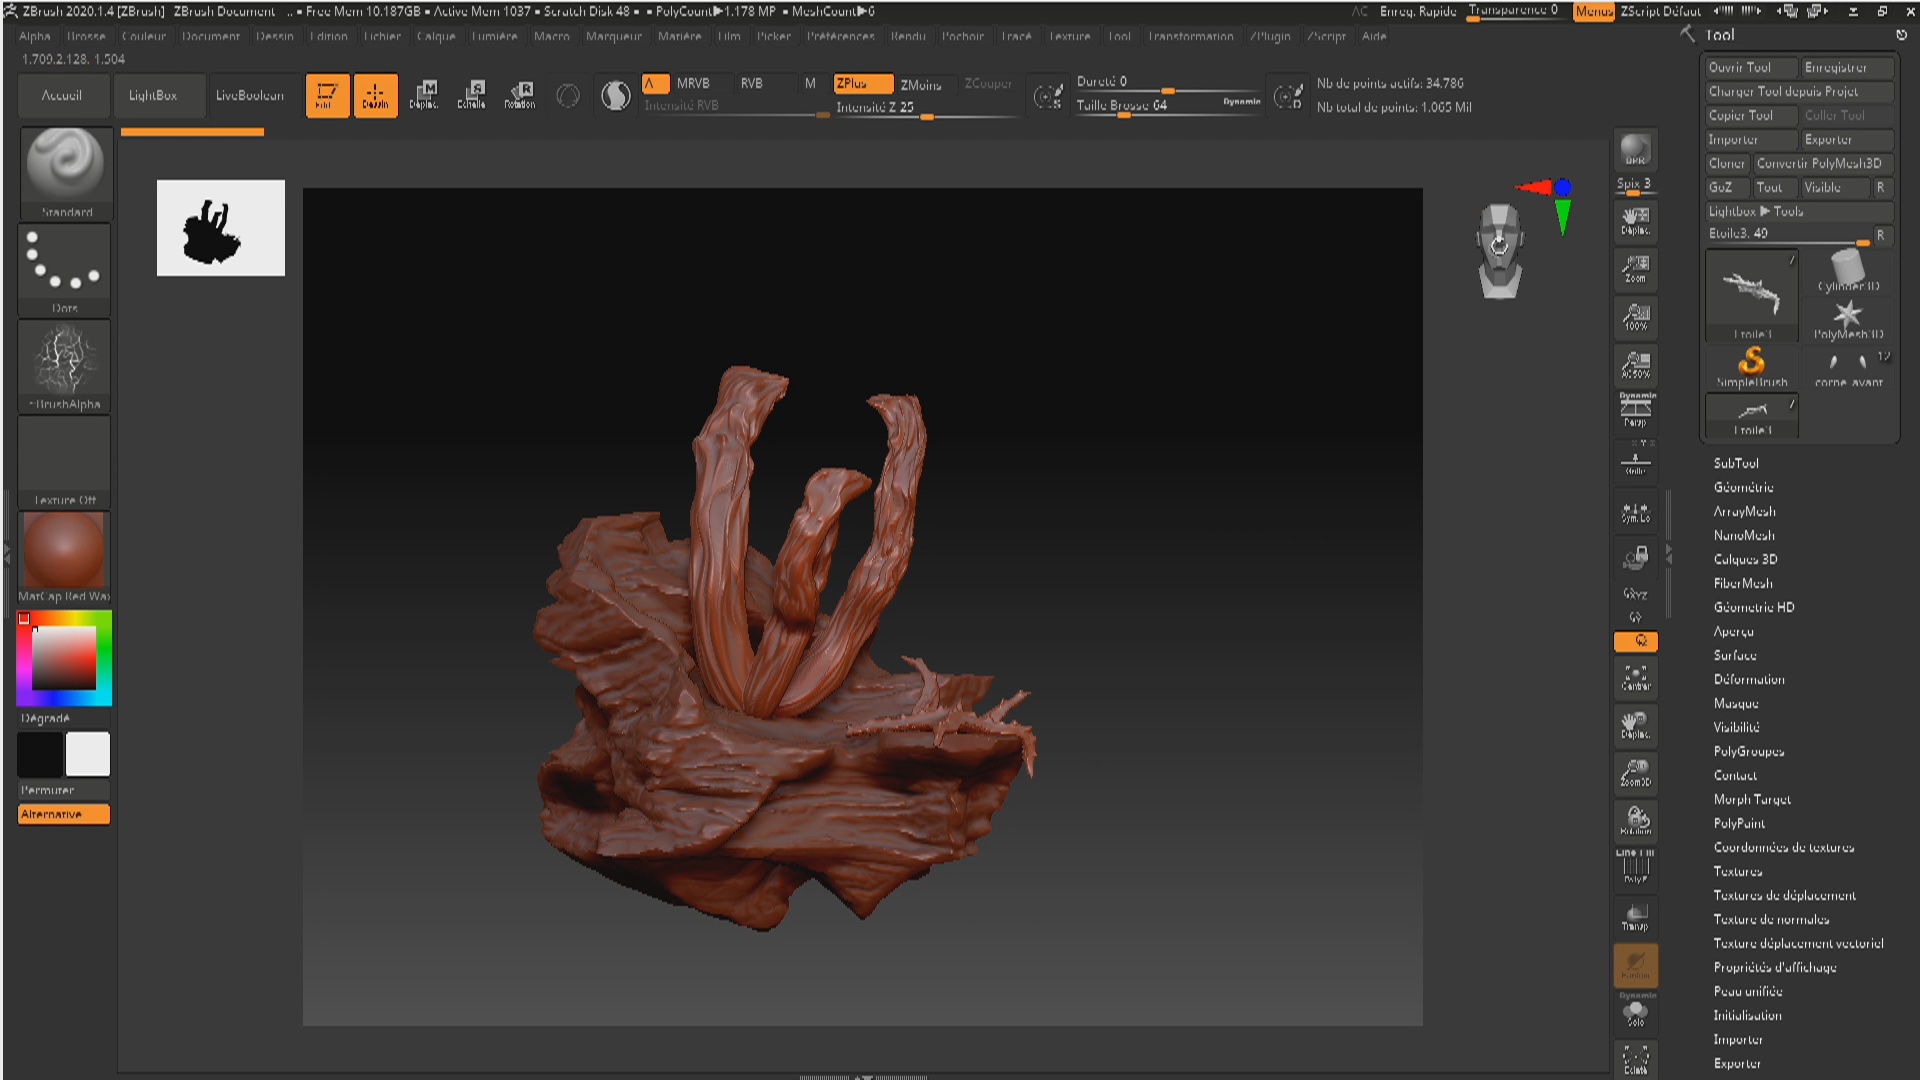 ZBrush 2020.1.4 [ZBrush] ZBrush Document .. • Free Mem 10.187GB • Active Mem 1037 • Scratch Disk 48 • • PolyCount▶1.178 MP • MeshCount▶6 AC Enreg. Rapide Transparence 0 Menus ZScript Défaut
Alpha Brosse Couleur Document Dessin Edition Fichier Calque Lumière Macro Marqueur Matière Film Picker Préférences Rendu Pochoir Tracé Texture Tool Transformation ZPlugin ZScript Aide
1.709,2.128,-1.504
Accueil LightBox LiveBoolean Edit Dessin Déplac. Echelle Rotation
A MRVB RVB M ZPlus ZMoins ZCouper
Intensité RVB Intensité Z 25
Dureté 0
Taille Brosse 64 Dynamic
Nb de points actifs: 34,786
Nb total de points: 1.065 Mil
Standard
Dots
~BrushAlpha
Texture Off
MatCap Red Wax
Dégradé
Permuter
Alternative
BPR
Spix 3
Déplac.
Zoom
100%
AC50%
Dynamic
Persp
Grille
Sym. Lo
Gxyz
Centrer
Déplac.
Zoom3D
Rotation
Line Fill
PolyF
Transp
Dynamic
Solo
Tool
Ouvrir Tool Enregistrer
Charger Tool depuis Projet
Copier Tool Coller Tool
Importer Exporter
Cloner Convertir PolyMesh3D
GoZ Tout Visible R
Lightbox ▶ Tools
Etoile3. 49 R
Etoile3 Cylinder3D
PolyMesh3D
SimpleBrush 12 corne_avant
Etoile3
SubTool
Géométrie
ArrayMesh
NanoMesh
Calques 3D
FiberMesh
Géometrie HD
Aperçu
Surface
Déformation
Masque
Visibilité
PolyGroupes
Contact
Morph Target
PolyPaint
Coordonnées de textures
Textures
Textures de déplacement
Texture de normales
Texture déplacement vectoriel
Propriétés d'affichage
Peau unifiée
Initialisation
Importer
Exporter